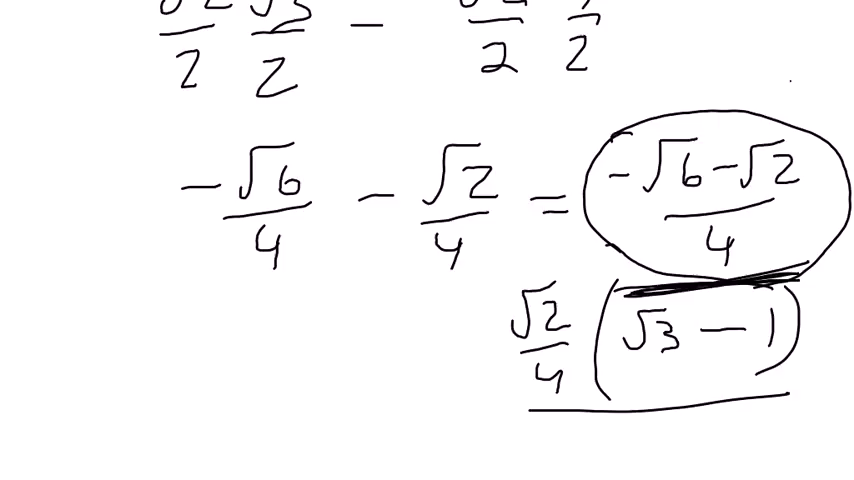 √2/2 √3/2 − √2/2 1/2
−√6/4 − √2/4 = (−√6−√2)/4
√2/4 (√3 − 1)